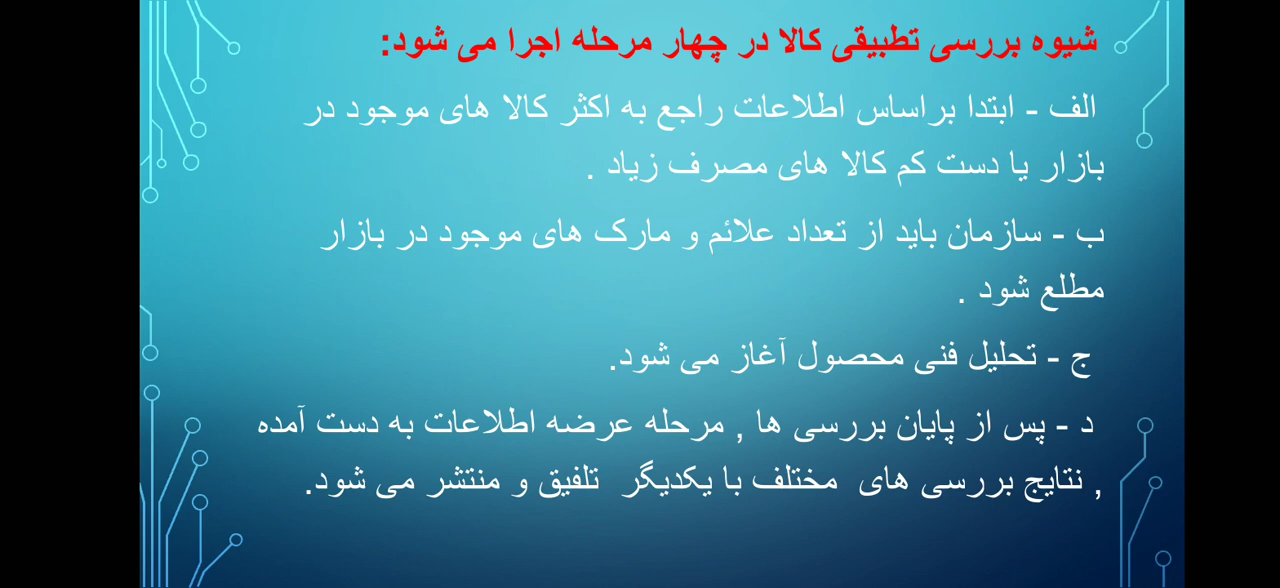 شیوه بررسی تطبیقی کالا در چهار مرحله اجرا می شود:
الف - ابتدا براساس اطلاعات راجع به اکثر کالا های موجود در
بازار یا دست کم کالا های مصرف زیاد .
ب - سازمان باید از تعداد علائم و مارک های موجود در بازار
مطلع شود .
ج - تحلیل فنی محصول آغاز می شود.
د - پس از پایان بررسی ها , مرحله عرضه اطلاعات به دست آمده
, نتایج بررسی های مختلف با یکدیگر تلفیق و منتشر می شود.